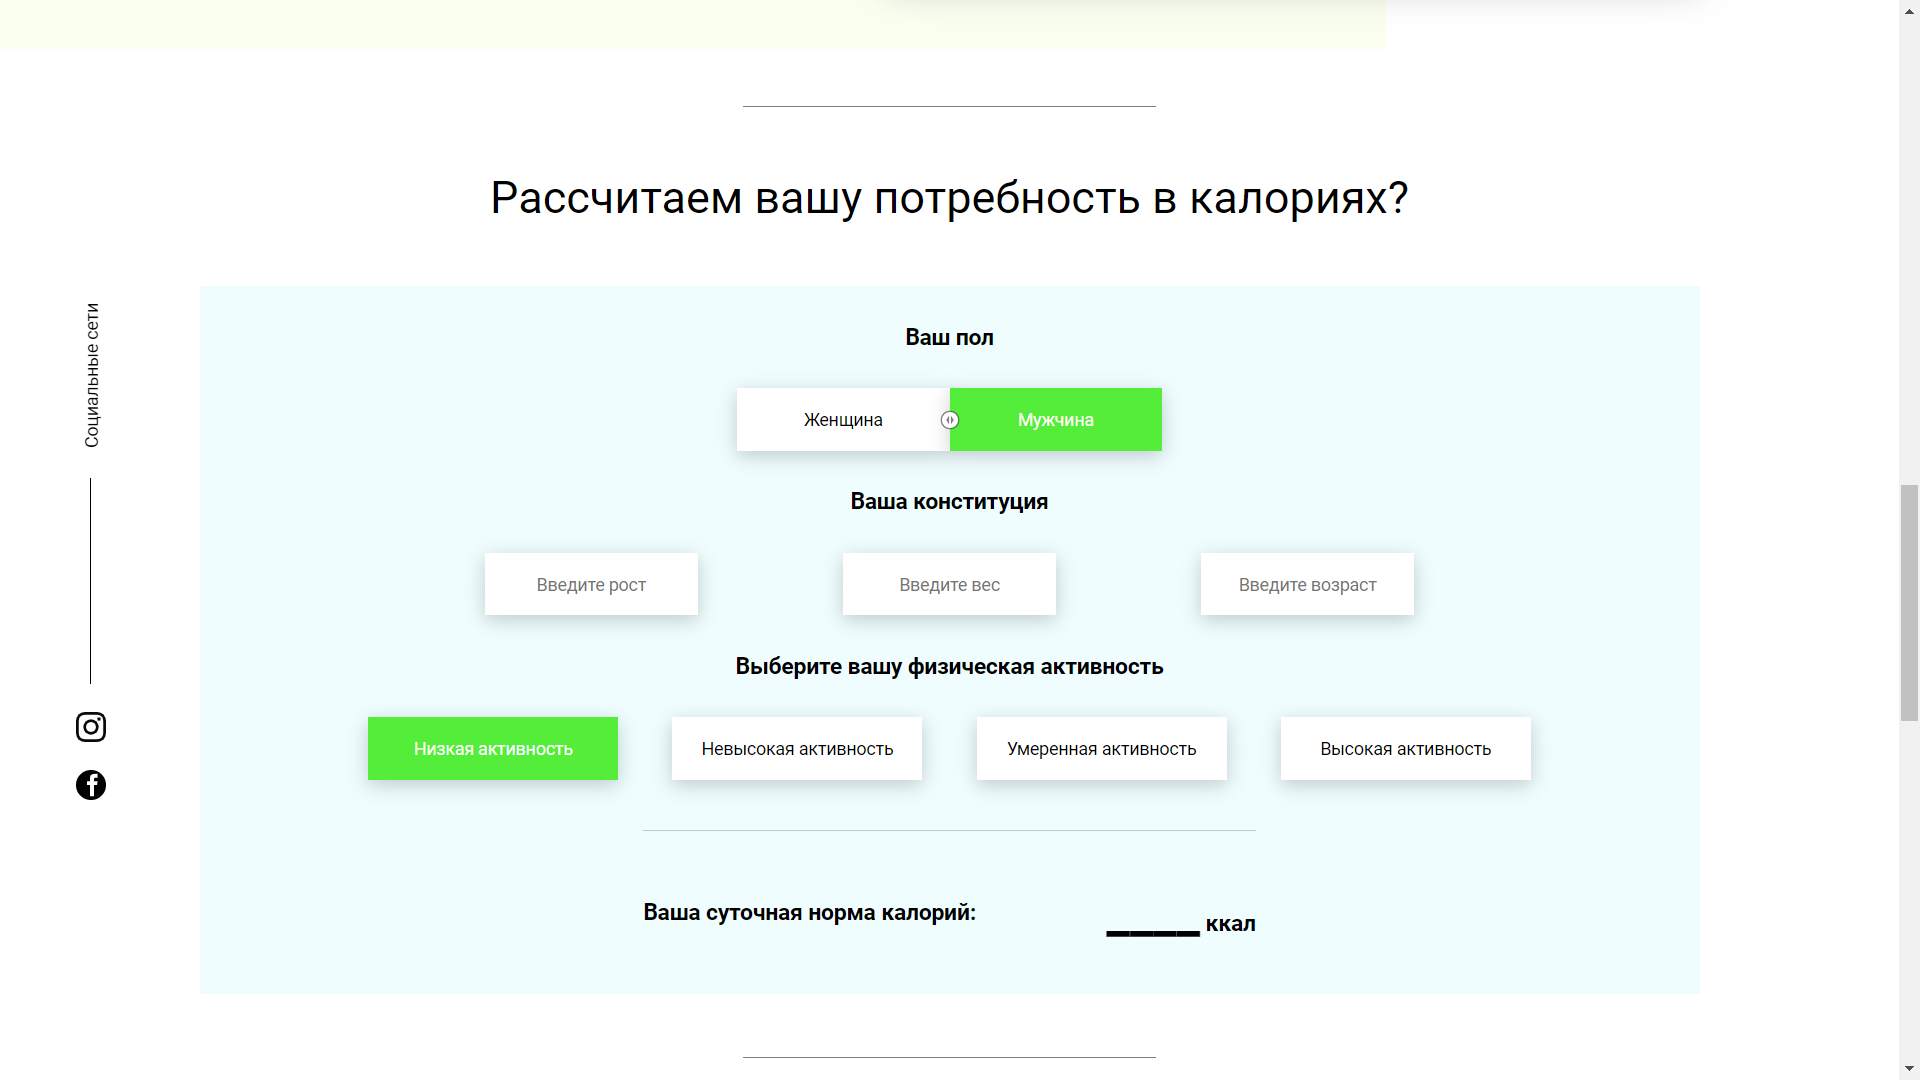 Рассчитаем вашу потребность в калориях?
Социальные сети
Ваш пол
Женщина
Мужчина
Ваша конституция
Введите рост
Введите вес
Введите возраст
Выберите вашу физическая активность
Низкая активность
Невысокая активность
Умеренная активность
Высокая активность
Ваша суточная норма калорий:
____ ккал